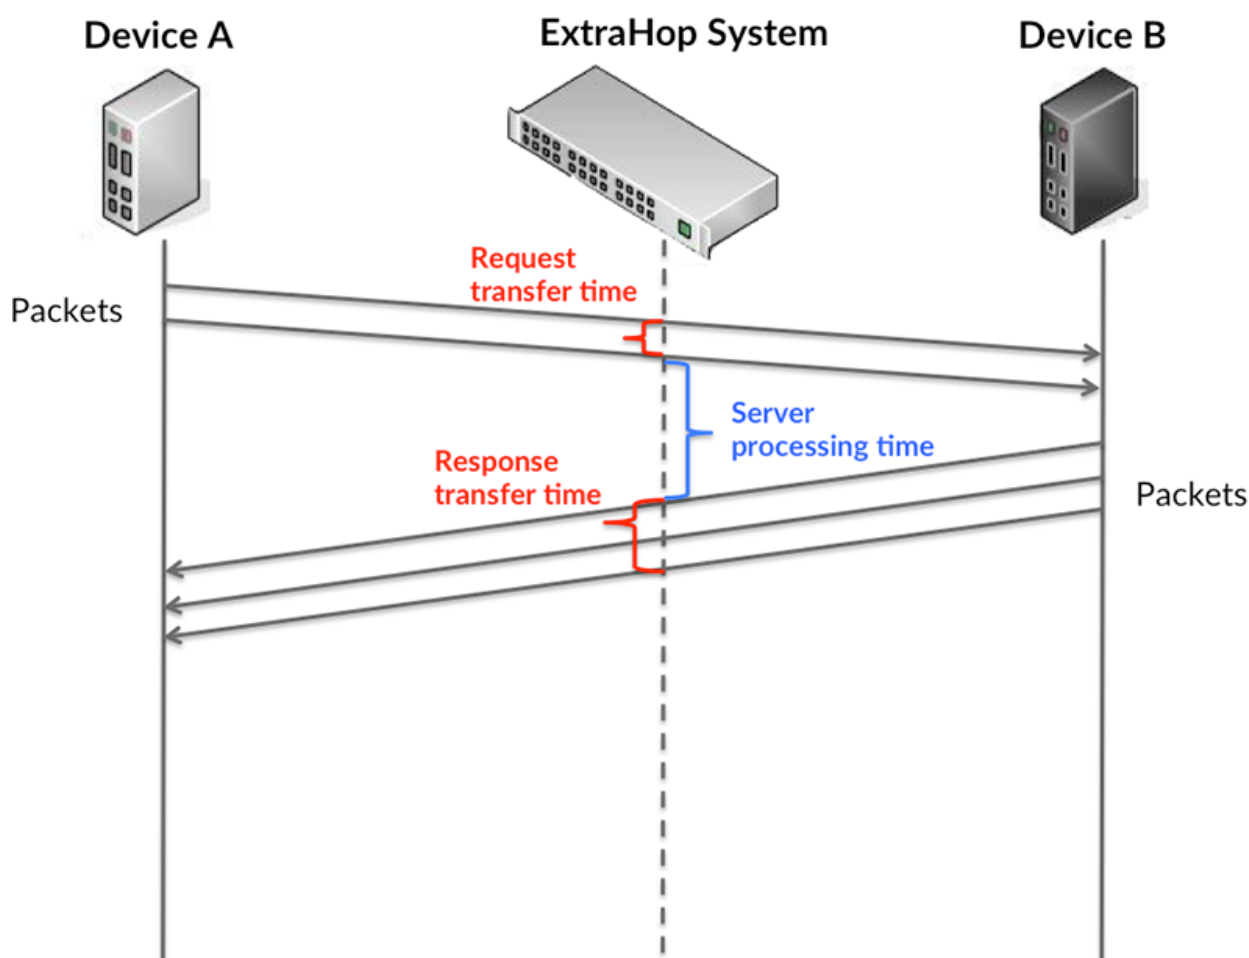 Device A
ExtraHop System
Device B
Request
transfer time
Packets
Server
processing time
Response
transfer time
Packets